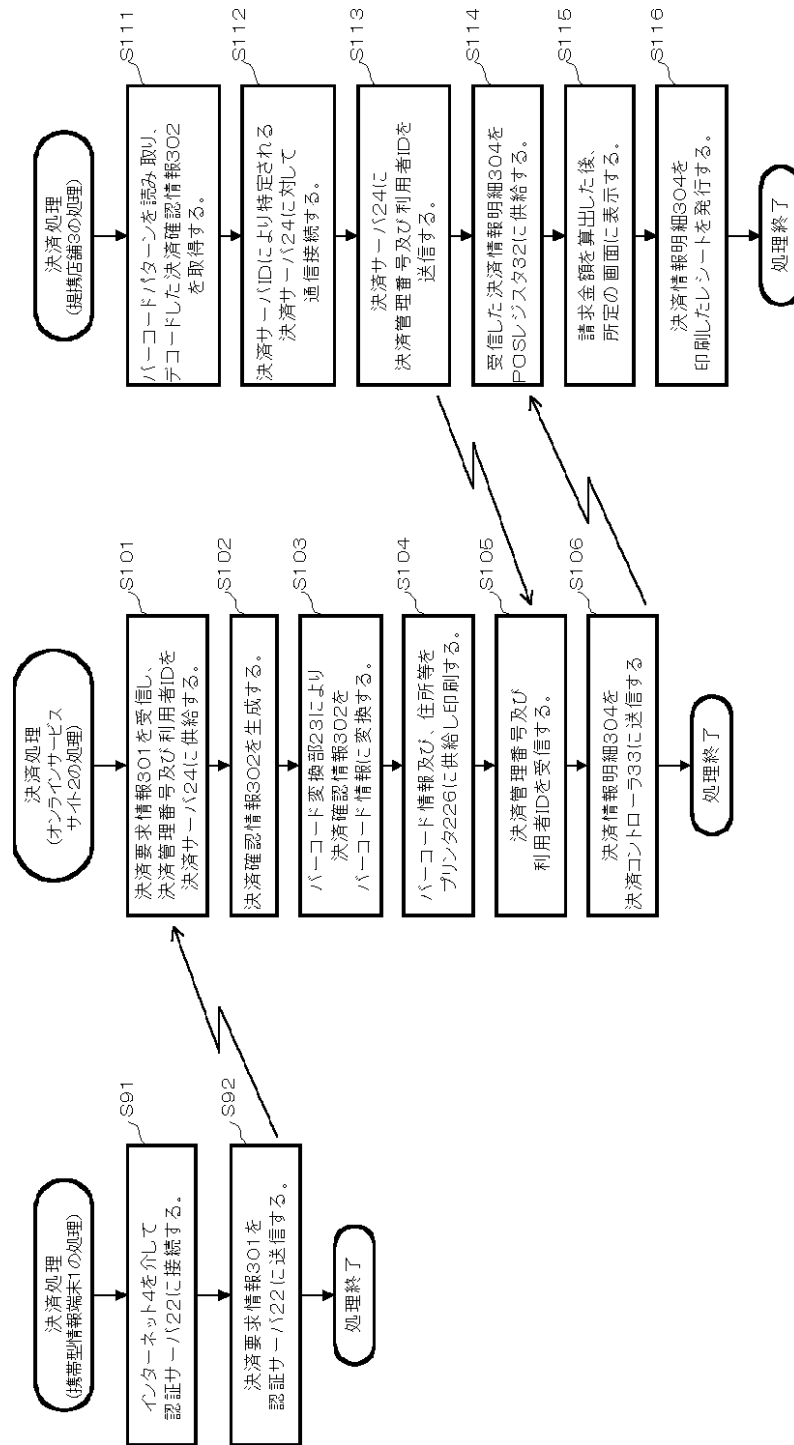 決済処理
(携帯型情報端末1の処理)
S91
インターネット4を介して
認証サーバ22に接続する。
S92
決済要求情報301を
認証サーバ22に送信する。
処理終了
決済処理
(オンラインサービス
サイト2の処理)
S101
決済要求情報301を受信し、
決済管理番号及び利用者IDを
決済サーバ24に供給する。
S102
決済確認情報302を生成する。
S103
バーコード変換部23により
決済確認情報302を
バーコード情報に変換する。
S104
バーコード情報及び、住所等を
プリンタ226に供給し印刷する。
S105
決済管理番号及び
利用者IDを受信する。
S106
決済情報明細304を
決済コントローラ33に送信する
処理終了
決済処理
(提携店舗3の処理)
S111
バーコードパターンを読み取り、
デコードした決済確認情報302
を取得する。
S112
決済サーバIDにより特定される
決済サーバ24に対して
通信接続する。
S113
決済サーバ24に
決済管理番号及び利用者IDを
送信する。
S114
受信した決済情報明細304を
POSレジスタ32に供給する。
S115
請求金額を算出した後、
所定の画面に表示する。
S116
決済情報明細304を
印刷したレシートを発行する。
処理終了